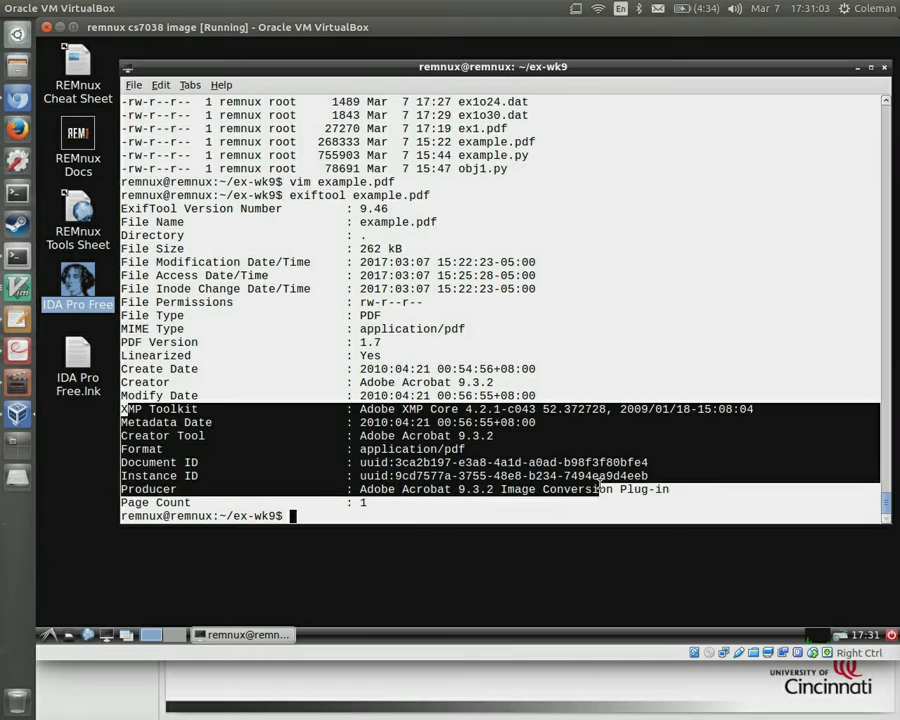 Oracle VM VirtualBox
En
(4:34)
Mar 7
17:31:03
Coleman
remnux cs7038 image [Running] - Oracle VM VirtualBox
REMnux
Cheat Sheet
REM
REMnux
Docs
REMnux
Tools Sheet
IDA Pro Free
IDA Pro
Free.lnk
remnux@remnux: ~/ex-wk9
File Edit Tabs Help
-rw-r--r-- 1 remnux root 1489 Mar 7 17:27 ex1o24.dat
-rw-r--r-- 1 remnux root 1843 Mar 7 17:29 ex1o30.dat
-rw-r--r-- 1 remnux root 27270 Mar 7 17:19 ex1.pdf
-rw-r--r-- 1 remnux root 268333 Mar 7 15:22 example.pdf
-rw-r--r-- 1 remnux root 755903 Mar 7 15:44 example.py
-rw-r--r-- 1 remnux root 78691 Mar 7 15:47 obj1.py
remnux@remnux:~/ex-wk9$ vim example.pdf
remnux@remnux:~/ex-wk9$ exiftool example.pdf
ExifTool Version Number : 9.46
File Name : example.pdf
Directory : .
File Size : 262 kB
File Modification Date/Time : 2017:03:07 15:22:23-05:00
File Access Date/Time : 2017:03:07 15:25:28-05:00
File Inode Change Date/Time : 2017:03:07 15:22:23-05:00
File Permissions : rw-r--r--
File Type : PDF
MIME Type : application/pdf
PDF Version : 1.7
Linearized : Yes
Create Date : 2010:04:21 00:54:56+08:00
Creator : Adobe Acrobat 9.3.2
Modify Date : 2010:04:21 00:56:55+08:00
XMP Toolkit : Adobe XMP Core 4.2.1-c043 52.372728, 2009/01/18-15:08:04
Metadata Date : 2010:04:21 00:56:55+08:00
Creator Tool : Adobe Acrobat 9.3.2
Format : application/pdf
Document ID : uuid:3ca2b197-e3a8-4a1d-a0ad-b98f3f80bfe4
Instance ID : uuid:9cd7577a-3755-48e8-b234-7494ea9d4eeb
Producer : Adobe Acrobat 9.3.2 Image Conversion Plug-in
Page Count : 1
remnux@remnux:~/ex-wk9$
remnux@remn...
17:31
Right Ctrl
UNIVERSITY OF
Cincinnati